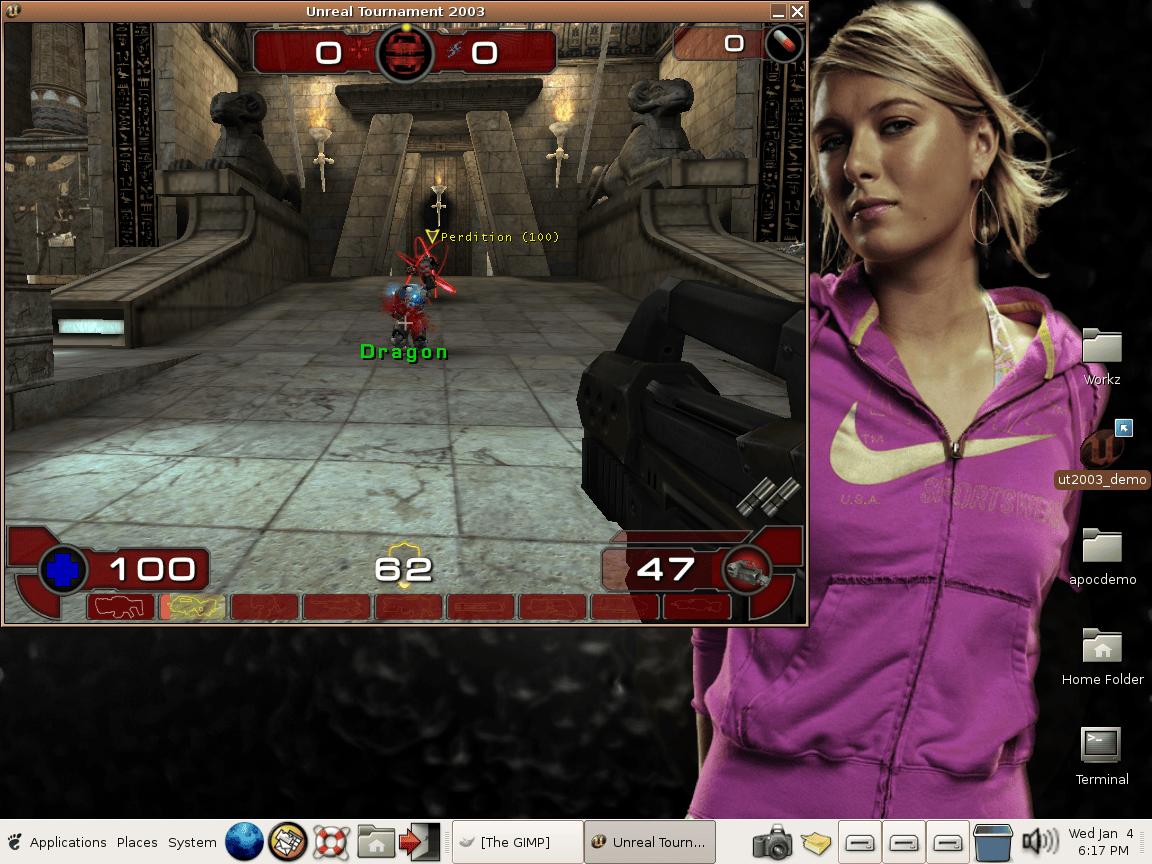 Unreal Tournament 2003
0 0 0
Perdition (100)
Dragon
100 62 47
TM
U.S.A.
Workz
ut2003_demo
apocdemo
Home Folder
>-
Terminal
Applications Places System [The GIMP] Unreal Tourn... Wed Jan 4
6:17 PM